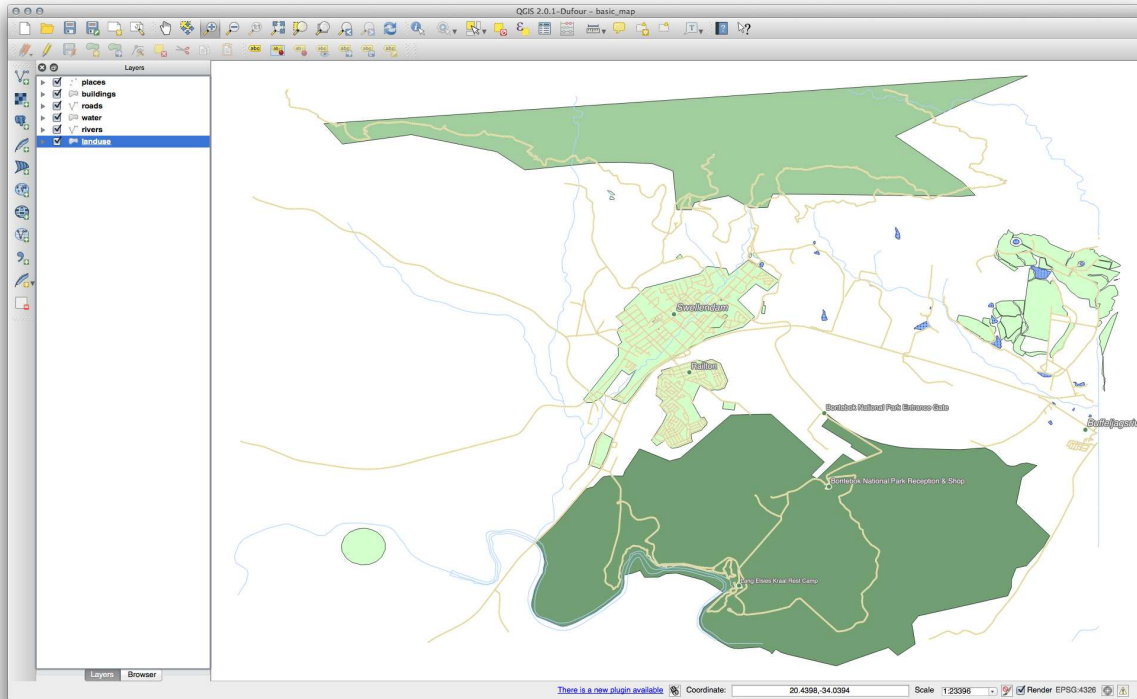 QGIS 2.0.1-Dufour - basic_map
Layers
places
buildings
roads
water
rivers
landuse
Swellendam
Railton
Bontebok National Park Entrance Gate
Bontebok National Park Reception & Shop
Lang Elsies Kraal Rest Camp
Layers
Browser
There is a new plugin available
Coordinate:
20.4398,-34.0394
Scale
1:23396
Render
EPSG:4326